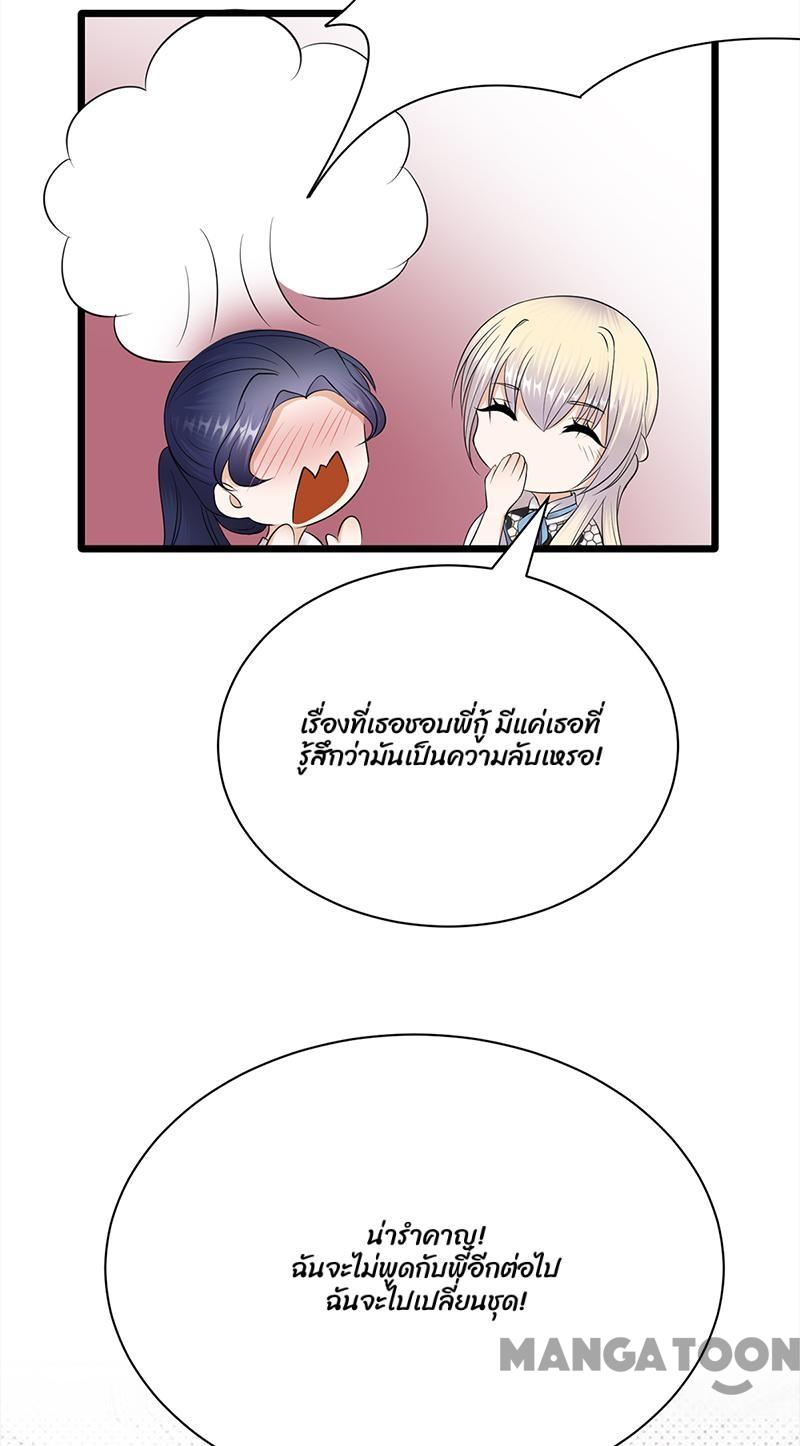 เรื่องที่เธอชอบพี่กู้ มีแค่เธอที่
รู้สึกว่ามันเป็นความลับเหรอ!
น่ารำคาญ!
ฉันจะไม่พูดกับพี่อีกต่อไป
ฉันจะไปเปลี่ยนชุด!
MANGA TOON